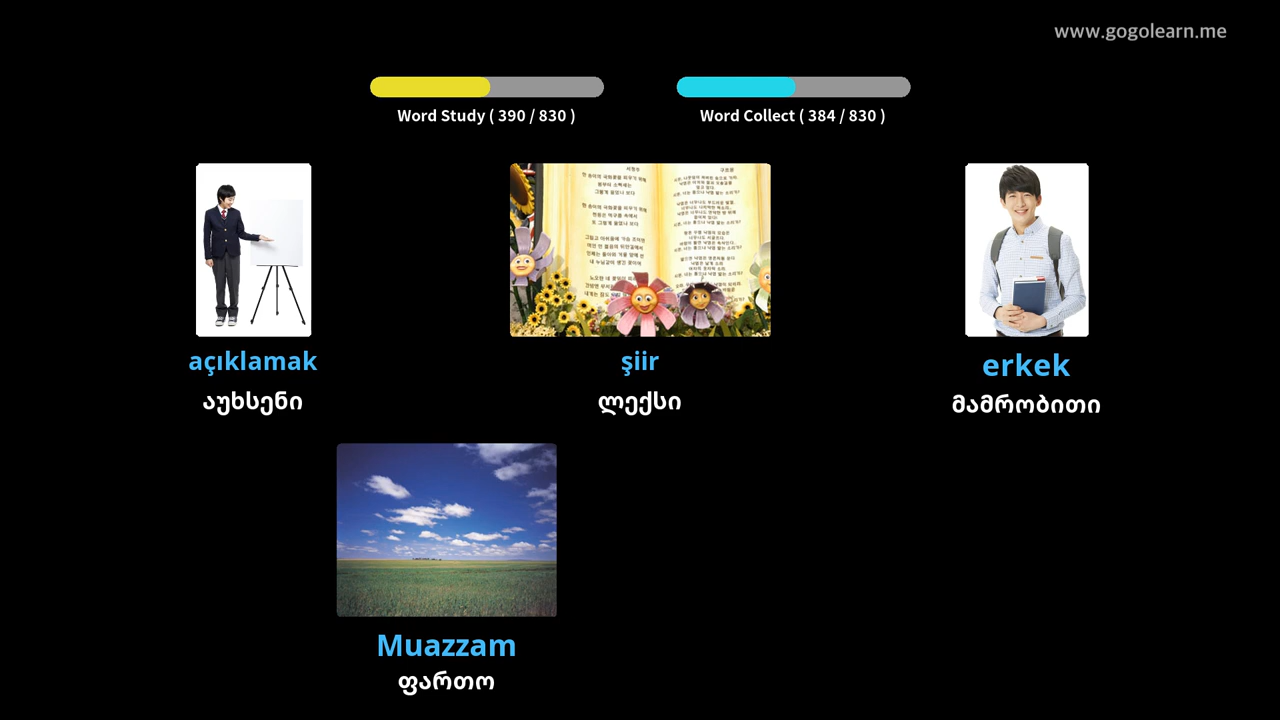 www.gogolearn.me
Word Study ( 390 / 830 )
Word Collect ( 384 / 830 )
açıklamak
şiir
erkek
აუხსენი
ლექსი
მამრობითი
Muazzam
ფართო